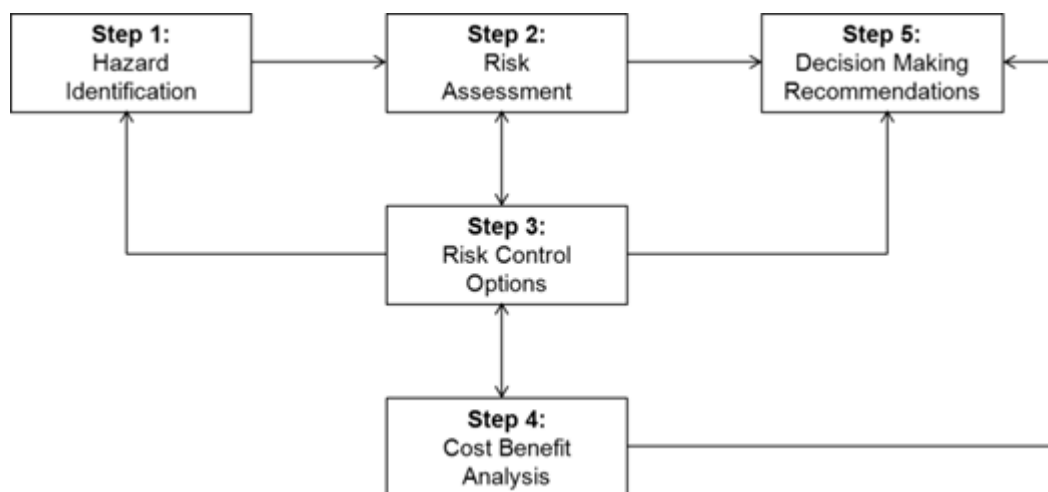 Step 1:
Hazard
Identification
Step 2:
Risk
Assessment
Step 5:
Decision Making
Recommendations
Step 3:
Risk Control
Options
Step 4:
Cost Benefit
Analysis